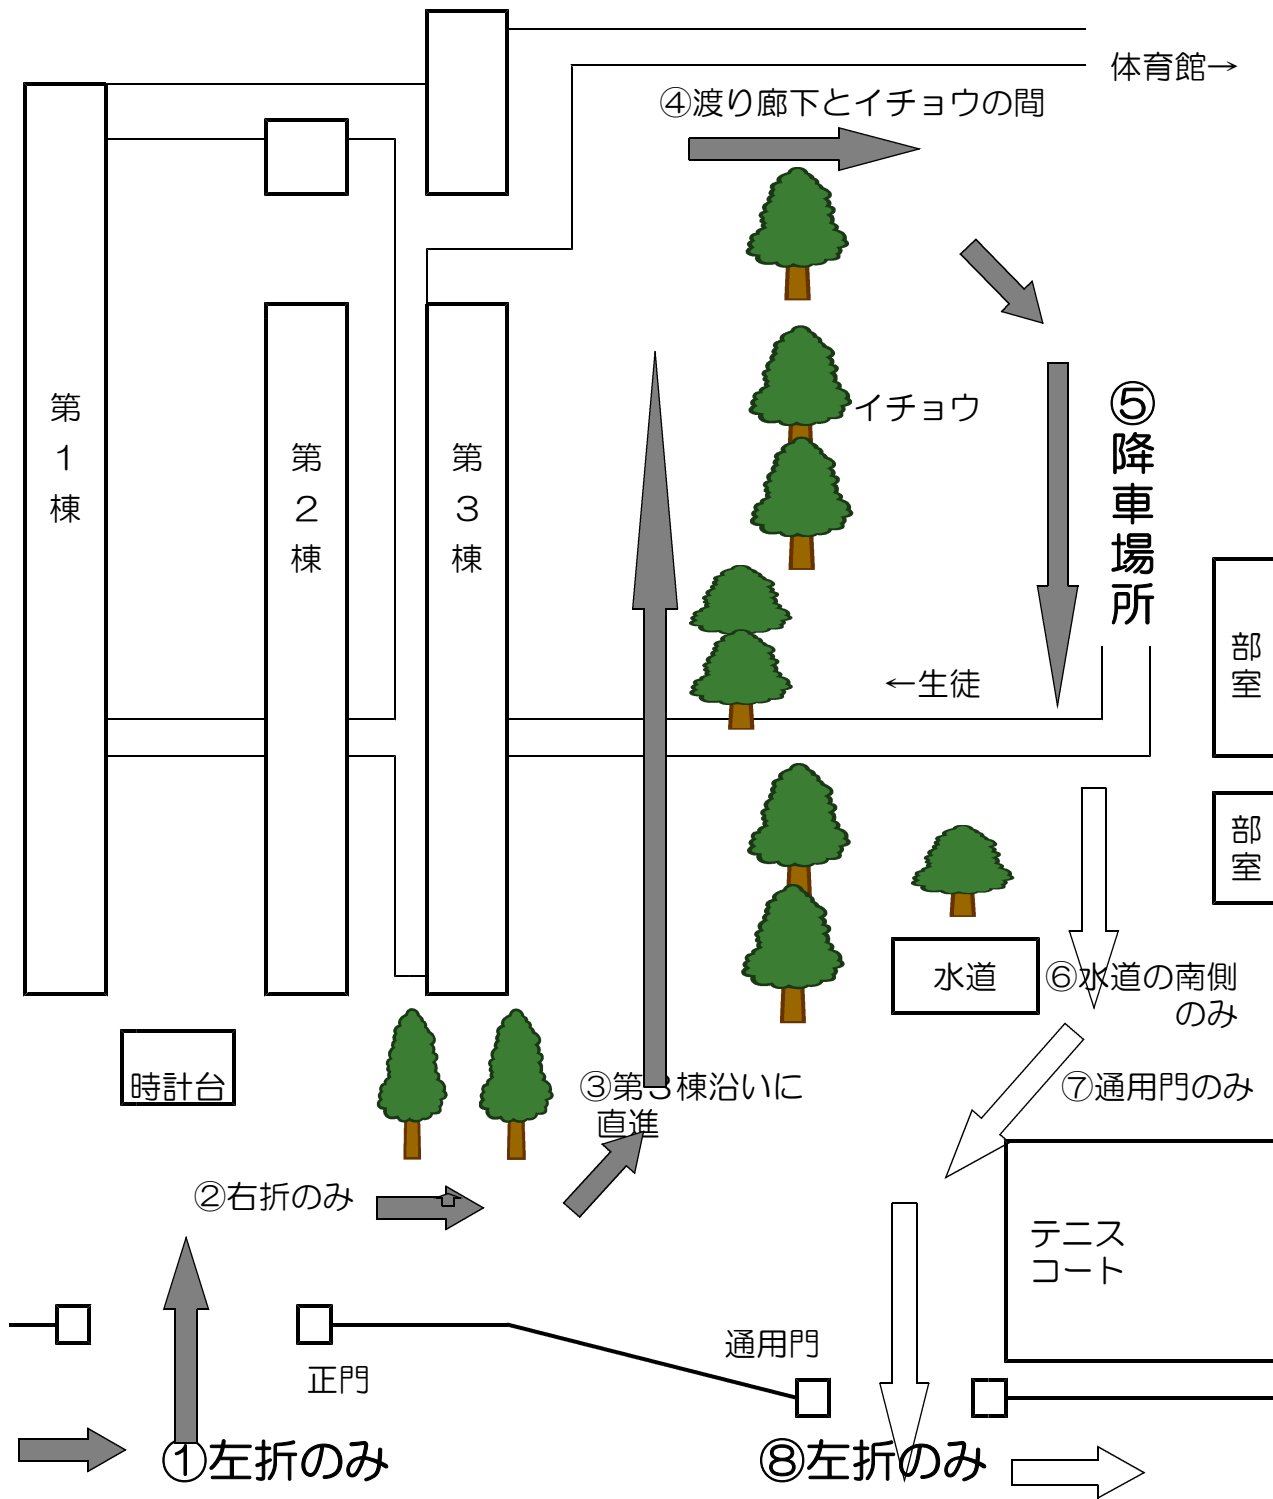 体育館→
④渡り廊下とイチョウの間
イチョウ
⑤降車場所
第1棟
第2棟
第3棟
部室
←生徒
部室
水道
⑥水道の南側
のみ
時計台
③第3棟沿いに
直進
⑦通用門のみ
②右折のみ
テニス
コート
通用門
正門
①左折のみ
⑧左折のみ